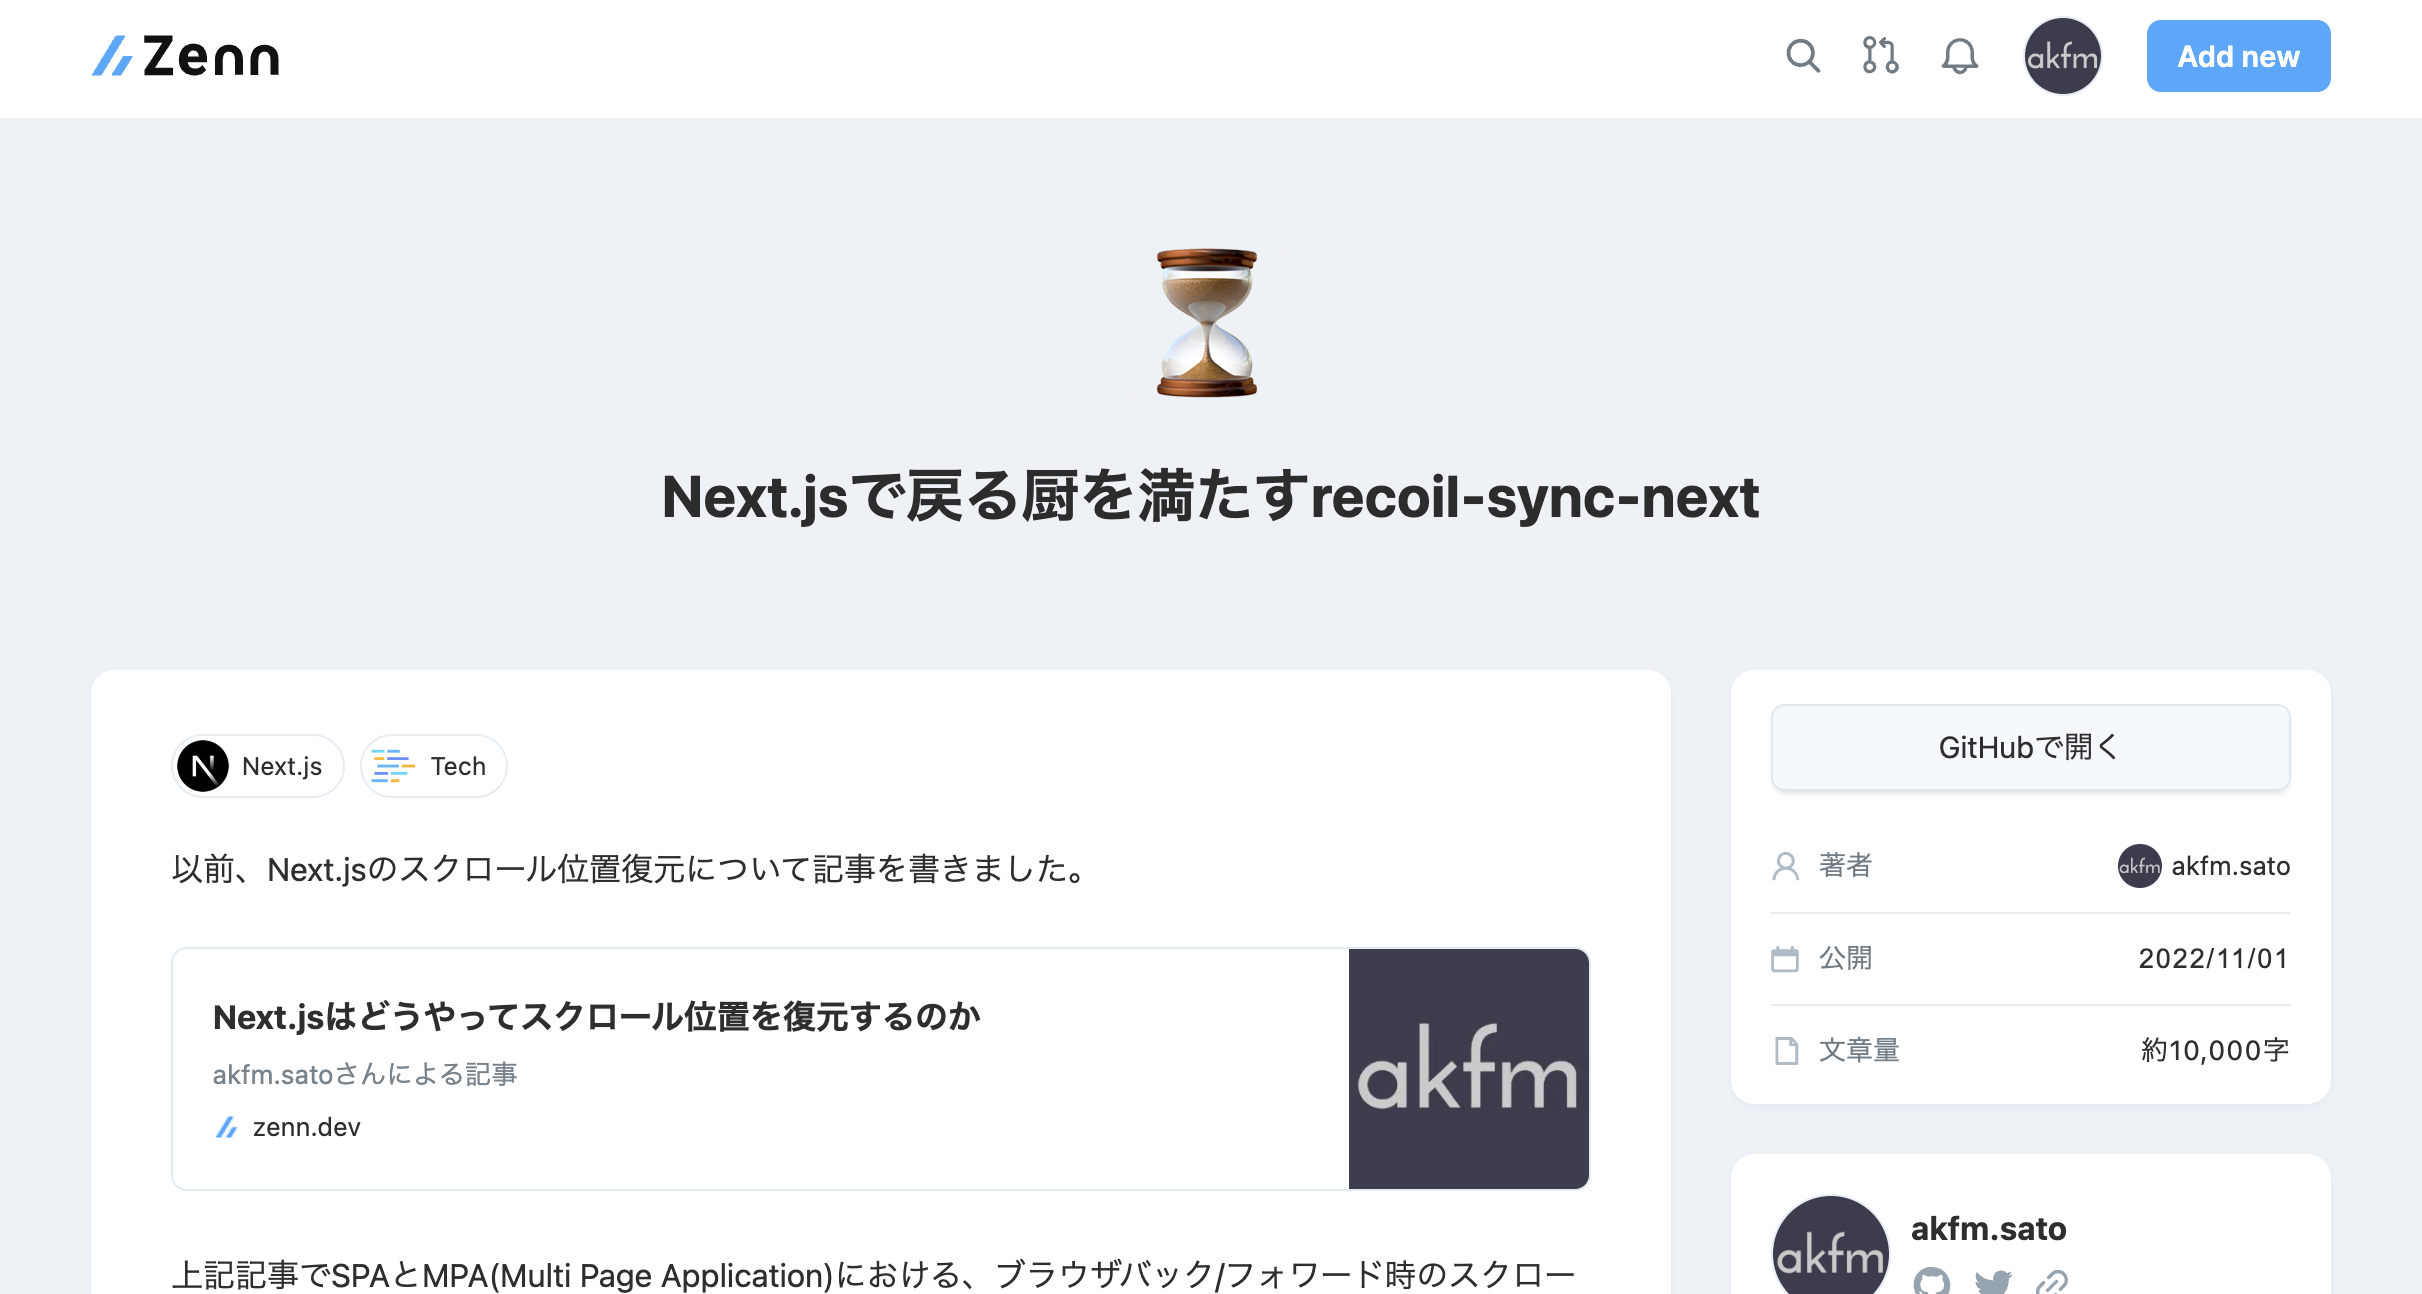 Zenn
akfm
Add new
Next.jsで戻る厨を満たすrecoil-sync-next
Next.js
Tech
以前、Next.jsのスクロール位置復元について記事を書きました。
Next.jsはどうやってスクロール位置を復元するのか
akfm.satoさんによる記事
zenn.dev
akfm
上記記事でSPAとMPA(Multi Page Application)における、ブラウザバック/フォワード時のスクロー
GitHubで開く
著者
akfm
akfm.sato
公開
2022/11/01
文章量
約10,000字
akfm
akfm.sato